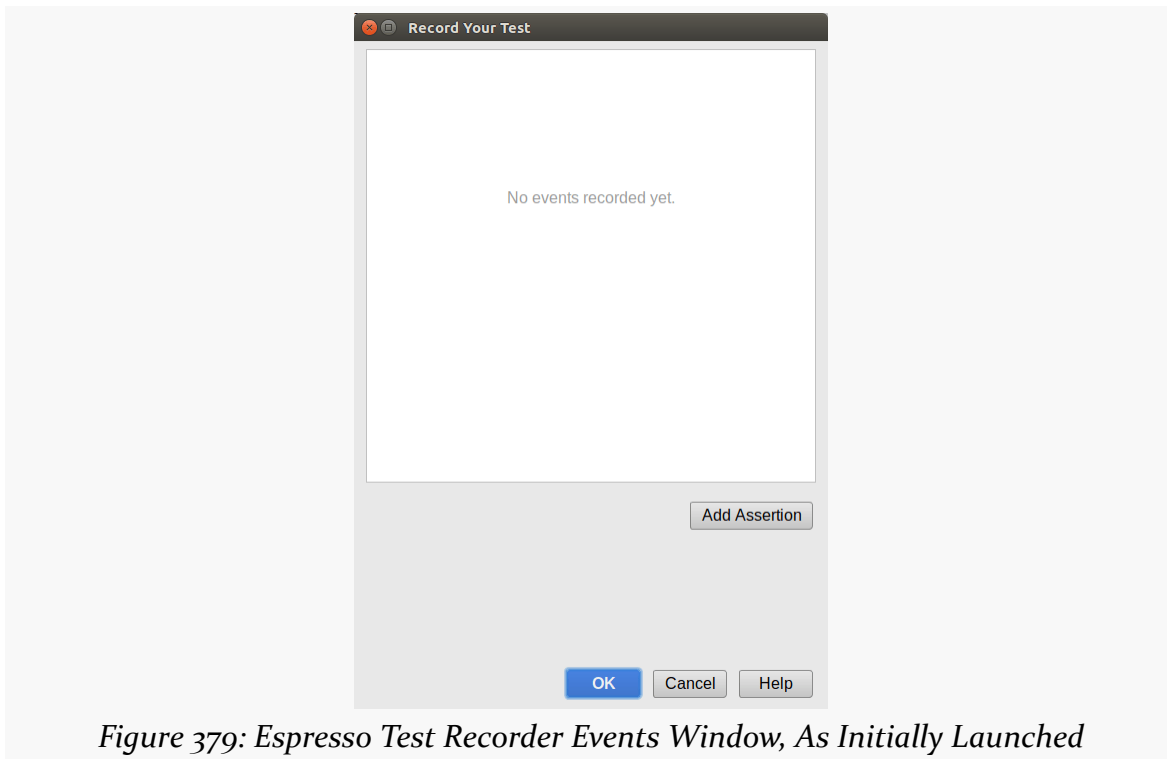 Record Your Test
No events recorded yet.
Add Assertion
OK Cancel Help
Figure 379: Espresso Test Recorder Events Window, As Initially Launched